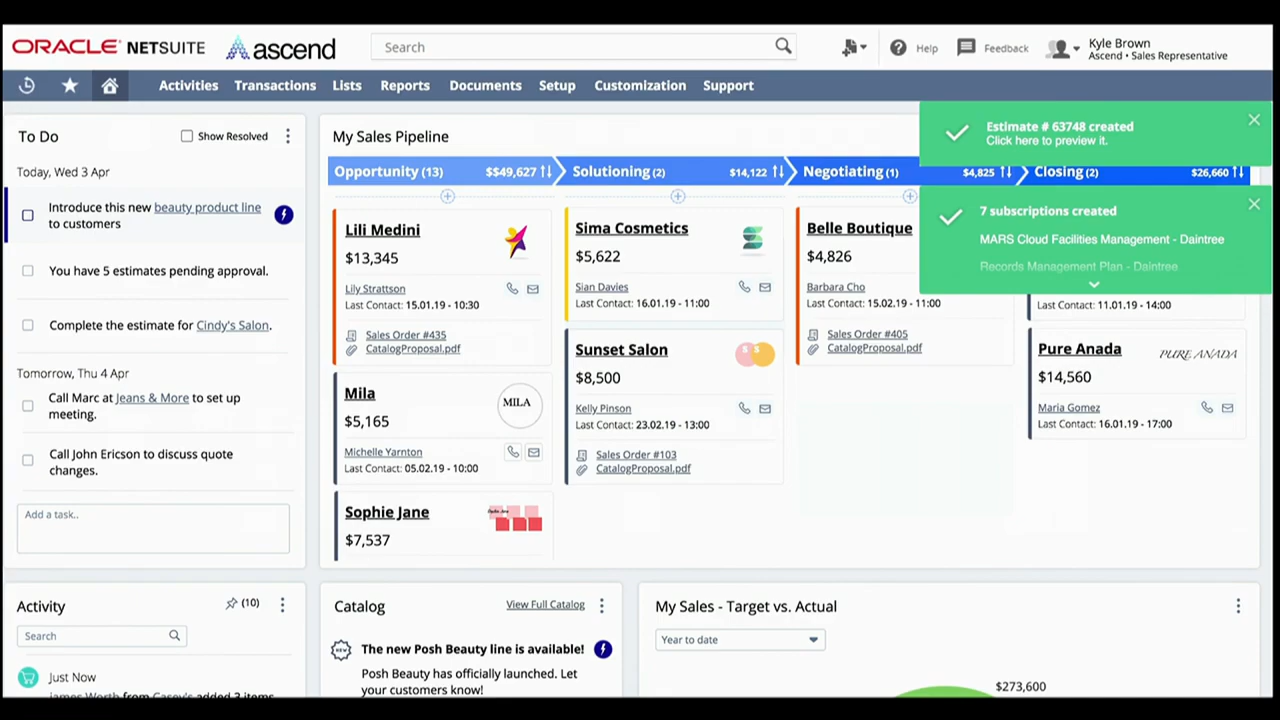 ORACLE NETSUITE
ascend
Search
Help
Feedback
Kyle Brown
Ascend • Sales Representative
Activities
Transactions
Lists
Reports
Documents
Setup
Customization
Support
To Do
Show Resolved
Today, Wed 3 Apr
Introduce this new beauty product line
to customers
You have 5 estimates pending approval.
Complete the estimate for Cindy's Salon.
Tomorrow, Thu 4 Apr
Call Marc at Jeans & More to set up
meeting.
Call John Ericson to discuss quote
changes.
Add a task..
My Sales Pipeline
Opportunity (13)
$$49,627
Solutioning (2)
$14,122
Negotiating (1)
$4,825
Closing (2)
$26,660
Lili Medini
$13,345
Lily Strattson
Last Contact: 15.01.19 - 10:30
Sales Order #435
CatalogProposal.pdf
Mila
MILA
$5,165
Michelle Yarnton
Last Contact: 05.02.19 - 10:00
Sophie Jane
$7,537
Sima Cosmetics
$5,622
Sian Davies
Last Contact: 16.01.19 - 11:00
Sunset Salon
$8,500
Kelly Pinson
Last Contact: 23.02.19 - 13:00
Sales Order #103
CatalogProposal.pdf
Belle Boutique
$4,826
Barbara Cho
Last Contact: 15.02.19 - 11:00
Sales Order #405
CatalogProposal.pdf
Estimate # 63748 created
Click here to preview it.
7 subscriptions created
MARS Cloud Facilities Management - Daintree
Records Management Plan - Daintree
Last Contact: 11.01.19 - 14:00
Pure Anada
PURE ANADA
$14,560
Maria Gomez
Last Contact: 16.01.19 - 17:00
Activity
(10)
Search
Just Now
James Worth from Casey's added 3 items
Catalog
View Full Catalog
NEW
The new Posh Beauty line is available!
Posh Beauty has officially launched. Let
your customers know!
My Sales - Target vs. Actual
Year to date
$273,600